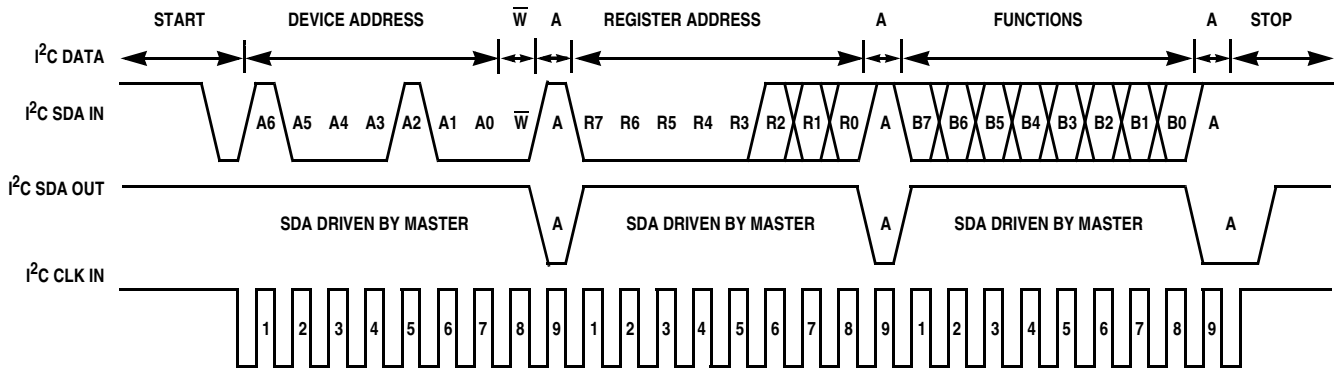 START DEVICE ADDRESS W̅ A REGISTER ADDRESS A FUNCTIONS A STOP
I²C DATA
I²C SDA IN A6 A5 A4 A3 A2 A1 A0 W̅ A R7 R6 R5 R4 R3 R2 R1 R0 A B7 B6 B5 B4 B3 B2 B1 B0 A
I²C SDA OUT
SDA DRIVEN BY MASTER A SDA DRIVEN BY MASTER A SDA DRIVEN BY MASTER A
I²C CLK IN
1 2 3 4 5 6 7 8 9 1 2 3 4 5 6 7 8 9 1 2 3 4 5 6 7 8 9